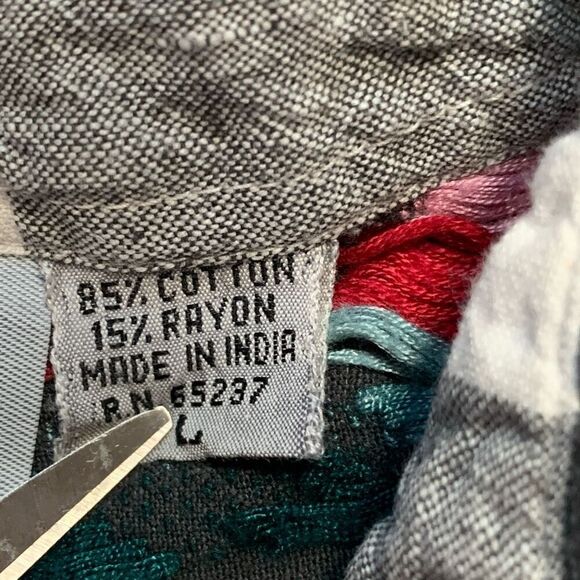 85% COTTON
15% RAYON
MADE IN INDIA
R.N. 65237
L